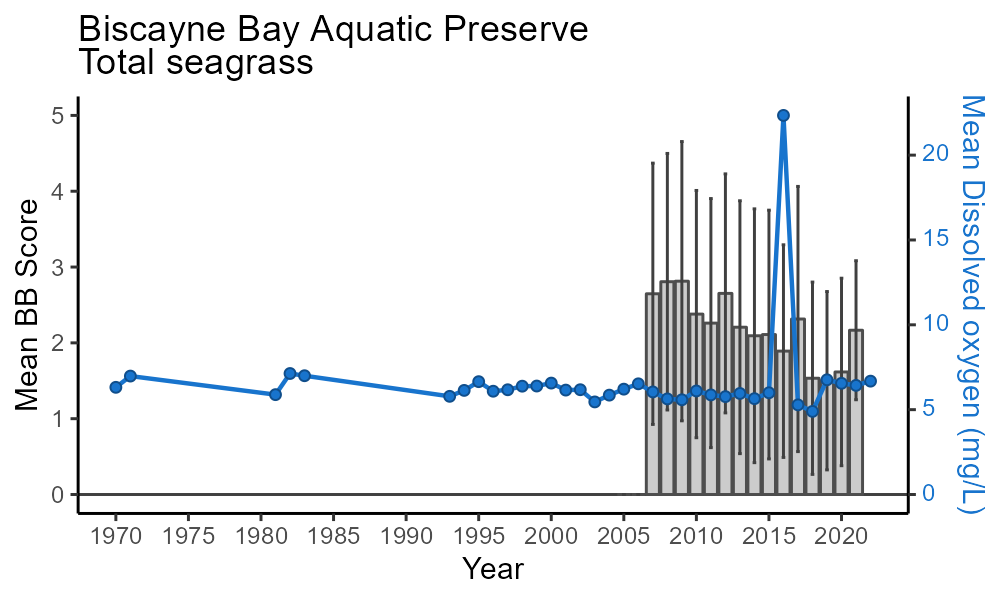 Biscayne Bay Aquatic Preserve
Total seagrass
Mean BB Score
5
4
3
2
1
0
20
15
10
5
0
Mean Dissolved oxygen (mg/L)
1970 1975 1980 1985 1990 1995 2000 2005 2010 2015 2020
Year